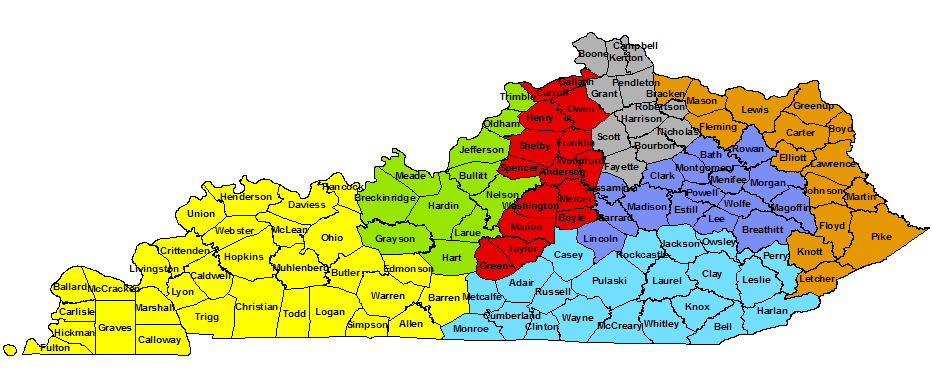 Campbell
Boone
Kenton
Gallatin
Pendleton
Carroll
Grant
Bracken
Trimble
Mason
Owen
Robertson
Lewis
Greenup
Henry
Harrison
Oldham
Fleming
Nicholas
Carter
Boyd
Scott
Franklin
Shelby
Bourbon
Jefferson
Rowan
Bath
Elliott
Woodford
Lawrence
Spencer
Anderson
Fayette
Montgomery
Bullitt
Meade
Clark
Menifee
Morgan
Hancock
Jessamine
Johnson
Nelson
Powell
Henderson
Breckinridge
Mercer
Martin
Daviess
Hardin
Washington
Madison
Estill
Wolfe
Magoffin
Union
Boyle
Garrard
Lee
Floyd
Webster
McLean
Larue
Marion
Breathitt
Ohio
Grayson
Lincoln
Pike
Crittenden
Taylor
Jackson
Owsley
Hopkins
Hart
Casey
Rockcastle
Perry
Knott
Livingston
Muhlenberg
Butler
Edmonson
Green
Caldwell
Clay
Leslie
Letcher
Ballard
McCracken
Lyon
Warren
Barren
Metcalfe
Adair
Russell
Pulaski
Laurel
Carlisle
Marshall
Trigg
Christian
Todd
Logan
Cumberland
Wayne
Knox
Harlan
Hickman
Graves
Simpson
Allen
Monroe
Clinton
McCreary
Whitley
Bell
Calloway
Fulton